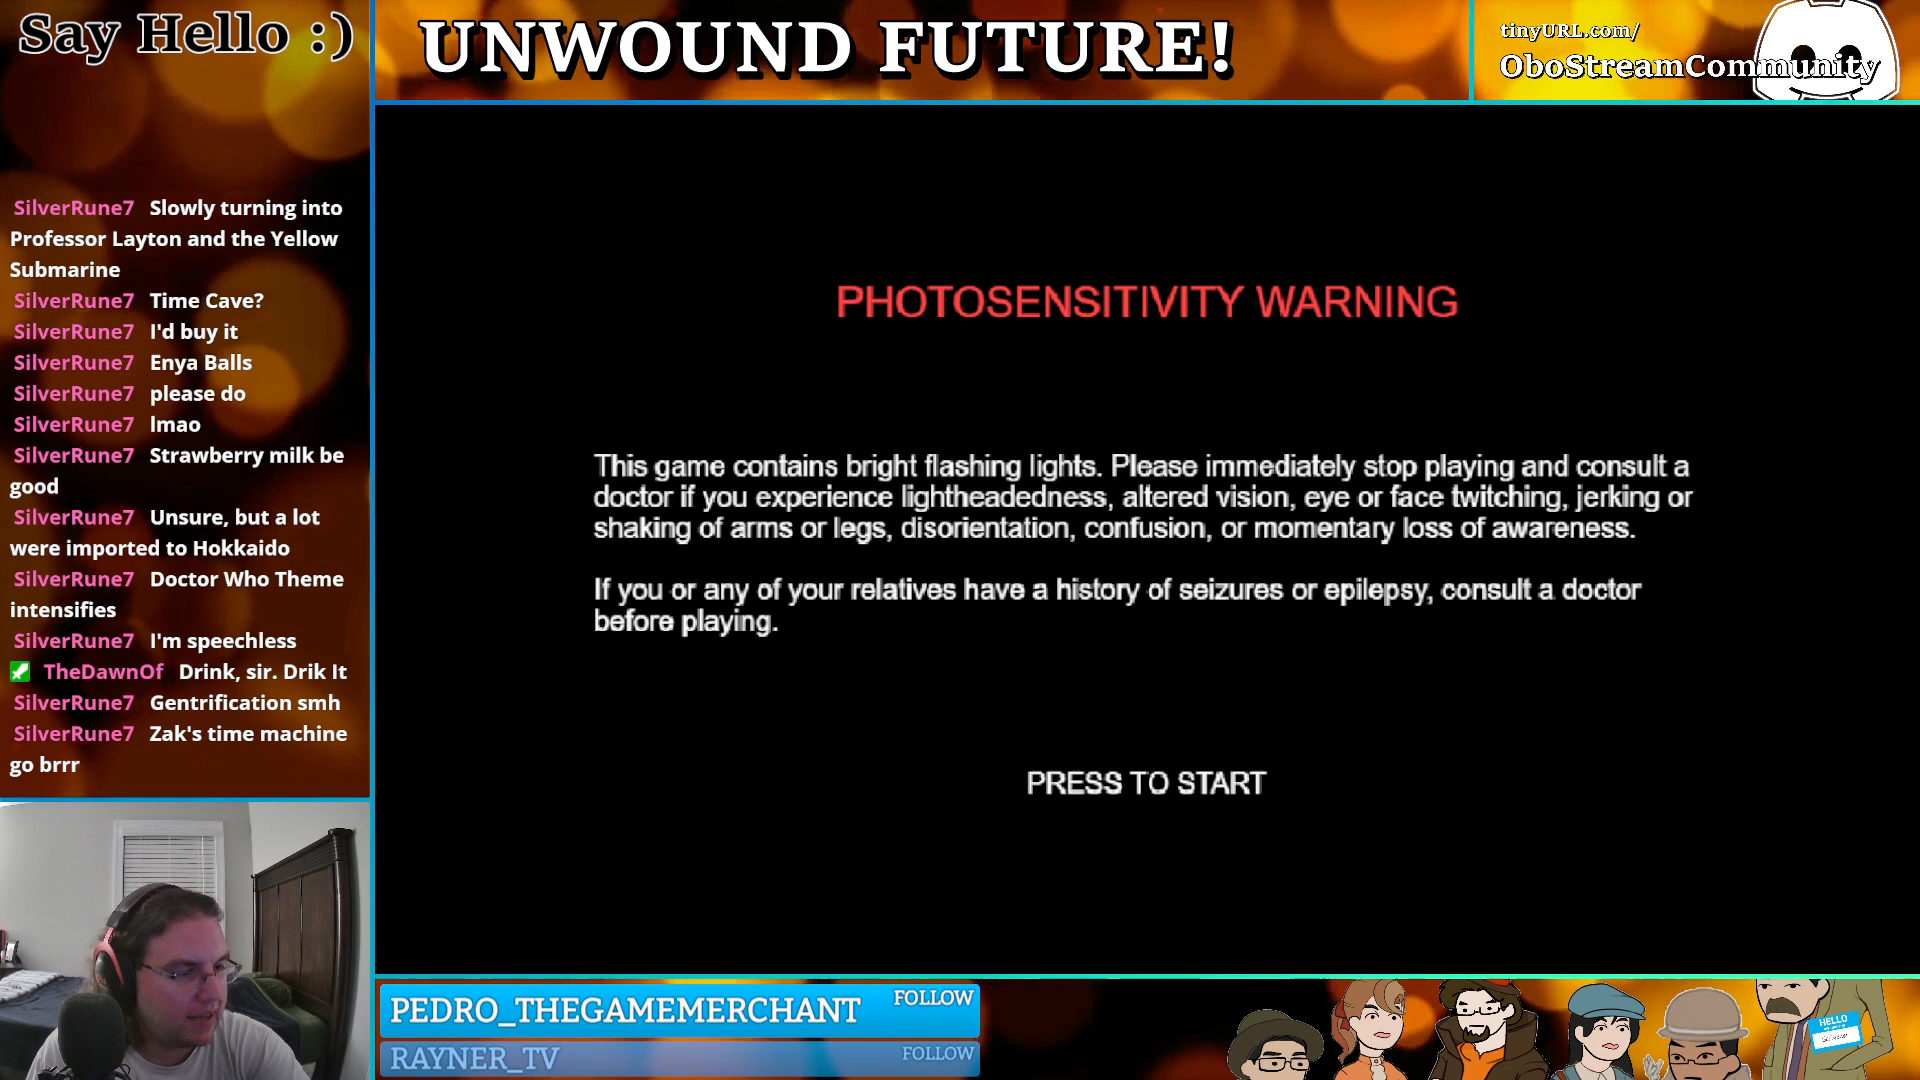 Say Hello :)
UNWOUND FUTURE!
tinyURL.com/
OboStreamCommunity
SilverRune7 Slowly turning into
Professor Layton and the Yellow
Submarine
SilverRune7 Time Cave?
SilverRune7 I'd buy it
SilverRune7 Enya Balls
SilverRune7 please do
SilverRune7 lmao
SilverRune7 Strawberry milk be
good
SilverRune7 Unsure, but a lot
were imported to Hokkaido
SilverRune7 Doctor Who Theme
intensifies
SilverRune7 I'm speechless
TheDawnOf Drink, sir. Drik It
SilverRune7 Gentrification smh
SilverRune7 Zak's time machine
go brrr
PHOTOSENSITIVITY WARNING
This game contains bright flashing lights. Please immediately stop playing and consult a
doctor if you experience lightheadedness, altered vision, eye or face twitching, jerking or
shaking of arms or legs, disorientation, confusion, or momentary loss of awareness.
If you or any of your relatives have a history of seizures or epilepsy, consult a doctor
before playing.
PRESS TO START
PEDRO_THEGAMEMERCHANT FOLLOW
RAYNER_TV FOLLOW
HELLO